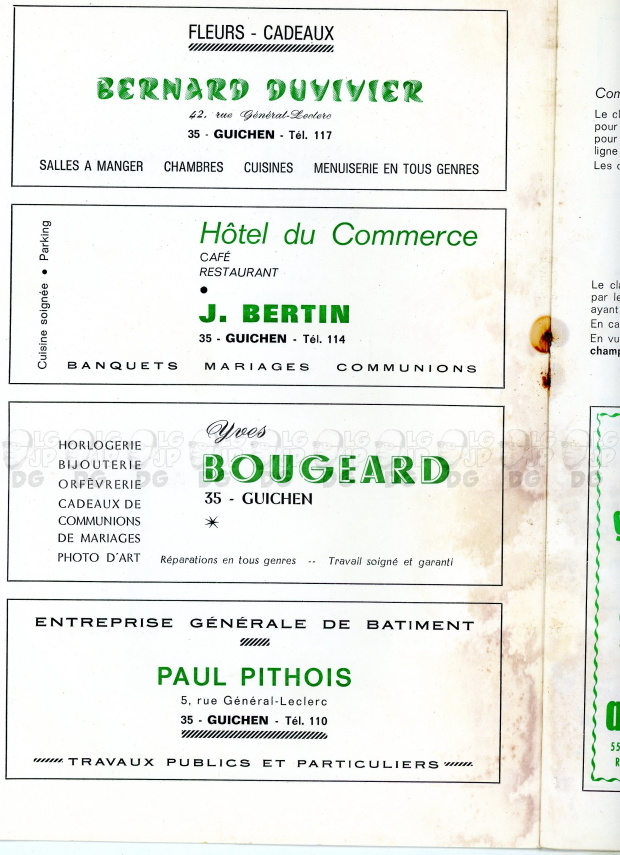 FLEURS - CADEAUX
BERNARD DUVIVIER
42, rue Général-Leclerc
35 - GUICHEN - Tél. 117
SALLES A MANGER CHAMBRES CUISINES MENUISERIE EN TOUS GENRES
Cuisine soignée • Parking
Hôtel du Commerce
CAFÉ
RESTAURANT
•
J. BERTIN
35 - GUICHEN - Tél. 114
BANQUETS MARIAGES COMMUNIONS
HORLOGERIE
BIJOUTERIE
ORFÈVRERIE
CADEAUX DE
COMMUNIONS
DE MARIAGES
PHOTO D'ART
Yves
BOUGEARD
35 - GUICHEN
Réparations en tous genres -- Travail soigné et garanti
ENTREPRISE GÉNÉRALE DE BATIMENT
PAUL PITHOIS
5, rue Général-Leclerc
35 - GUICHEN - Tél. 110
TRAVAUX PUBLICS ET PARTICULIERS
Le cl
pour
pour
ligne
Les
Le cl
par le
ayant
En ca
En vu
champ
55
R